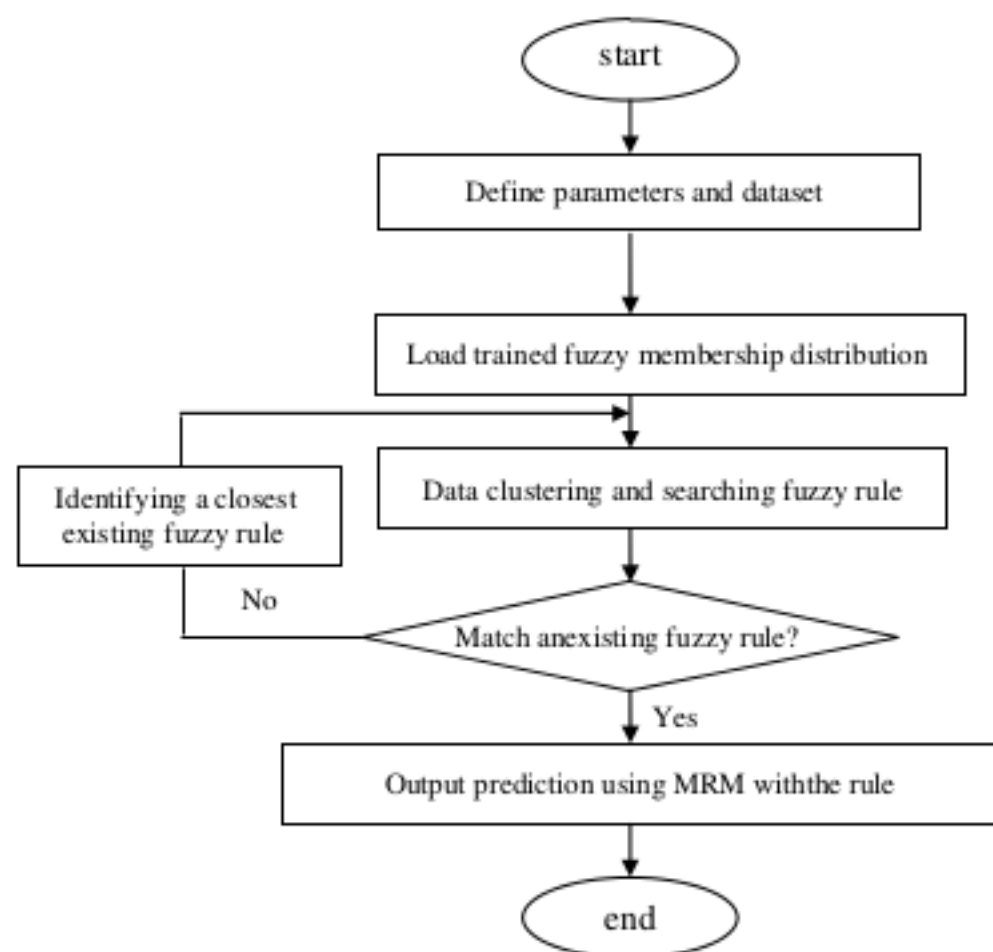 start
Define parameters and dataset
Load trained fuzzy membership distribution
Identifying a closest
existing fuzzy rule
Data clustering and searching fuzzy rule
No
Match anexisting fuzzy rule?
Yes
Output prediction using MRM withthe rule
end